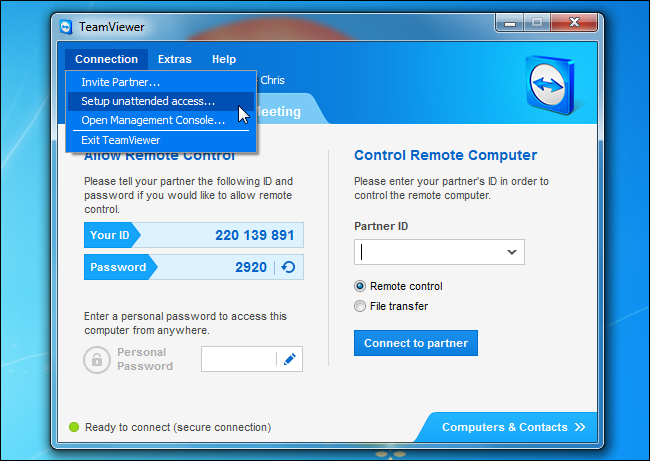 TeamViewer
Connection Extras Help
Invite Partner...
Setup unattended access...
Open Management Console...
Exit TeamViewer
Chris
Meeting
Allow Remote Control
Please tell your partner the following ID and
password if you would like to allow remote
control.
Your ID 220 139 891
Password 2920
Enter a personal password to access this
computer from anywhere.
Personal
Password
Control Remote Computer
Please enter your partner's ID in order to
control the remote computer.
Partner ID
Remote control
File transfer
Connect to partner
Ready to connect (secure connection)
Computers & Contacts >>